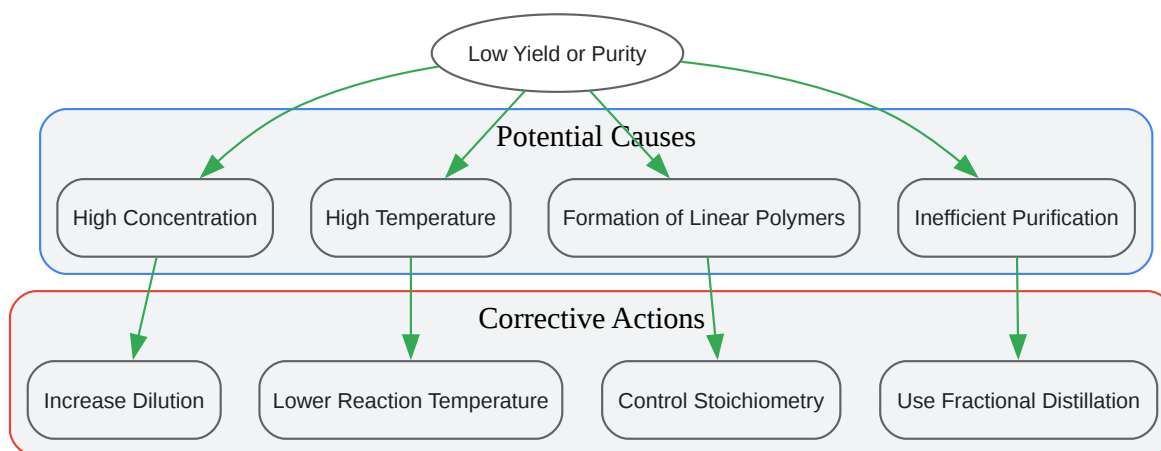 Low Yield or Purity
Potential Causes
High Concentration
High Temperature
Formation of Linear Polymers
Inefficient Purification
Corrective Actions
Increase Dilution
Lower Reaction Temperature
Control Stoichiometry
Use Fractional Distillation